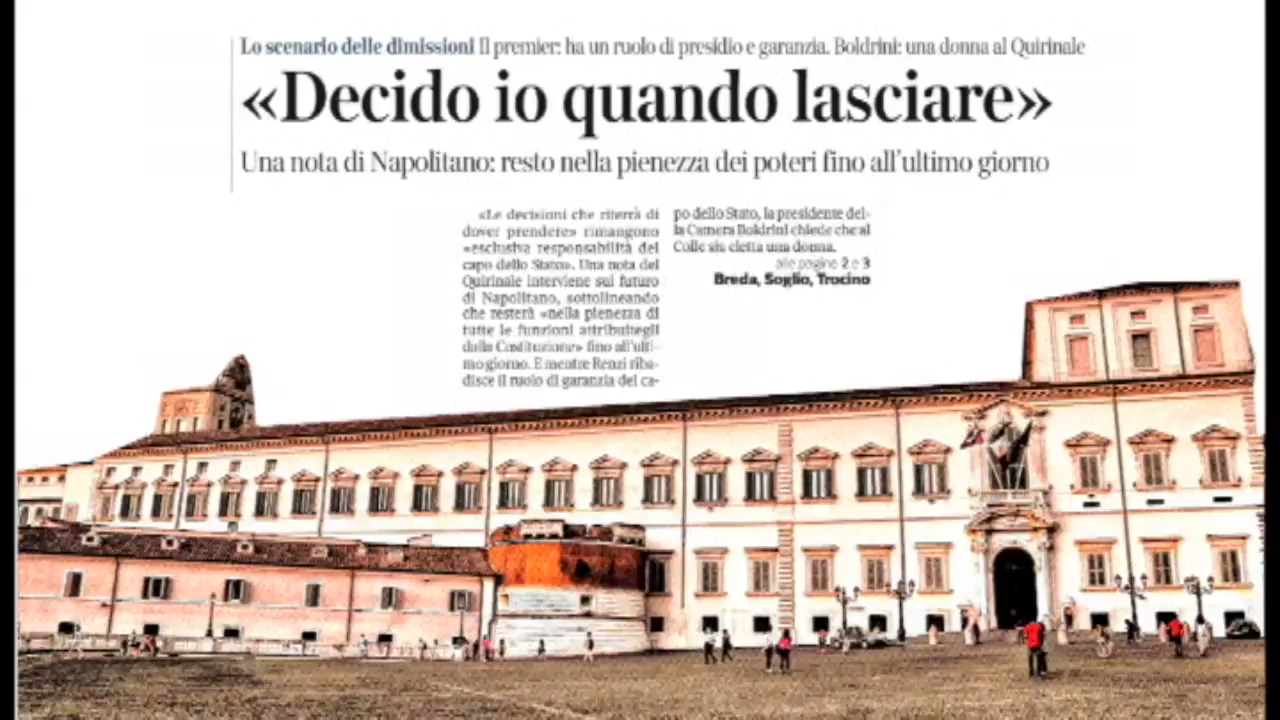 Lo scenario delle dimissioni Il premier: ha un ruolo di presidio e garanzia. Boldrini: una donna al Quirinale
«Decido io quando lasciare»
Una nota di Napolitano: resto nella pienezza dei poteri fino all'ultimo giorno
«Le decisioni che riterrà di
dover prendere» rimangono
«esclusiva responsabilità del
capo dello Stato». Una nota del
Quirinale interviene sul futuro
di Napolitano, sottolineando
che resterà «nella pienezza di
tutte le funzioni attribuitegli
dalla Costituzione» fino all'ulti-
mo giorno. E mentre Renzi riba-
disce il ruolo di garanzia del ca-
po dello Stato, la presidente del-
la Camera Boldrini chiede che al
Colle sia eletta una donna.
alle pagine 2 e 3
Breda, Soglio, Trocino